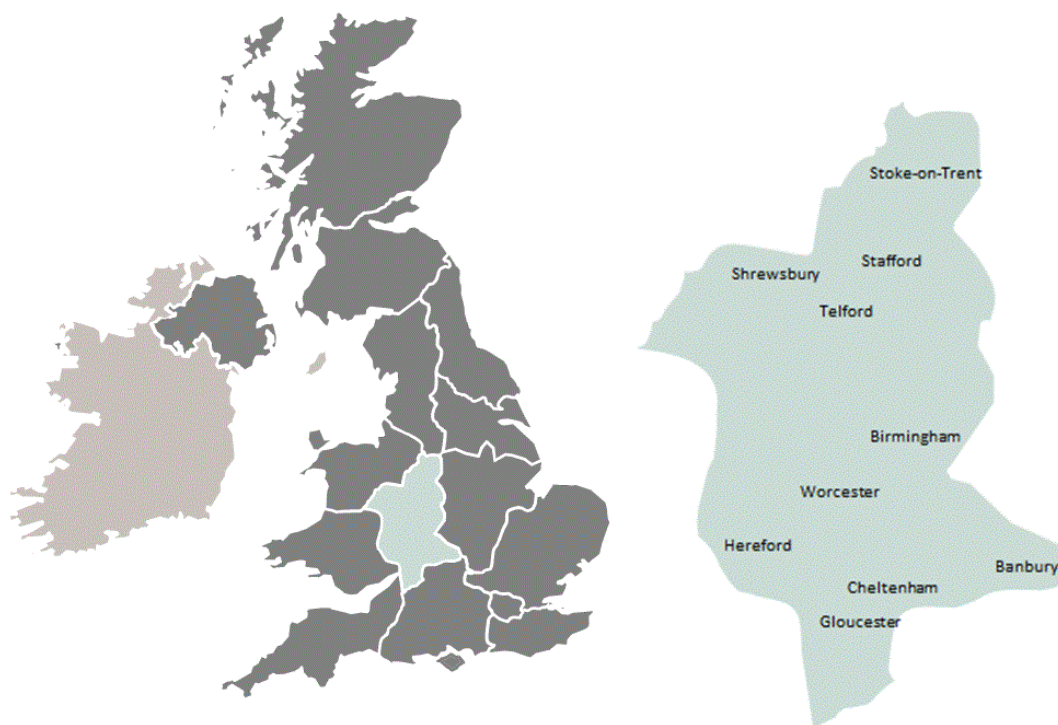 Stoke-on-Trent
Stafford
Shrewsbury
Telford
Birmingham
Worcester
Hereford
Banbury
Cheltenham
Gloucester